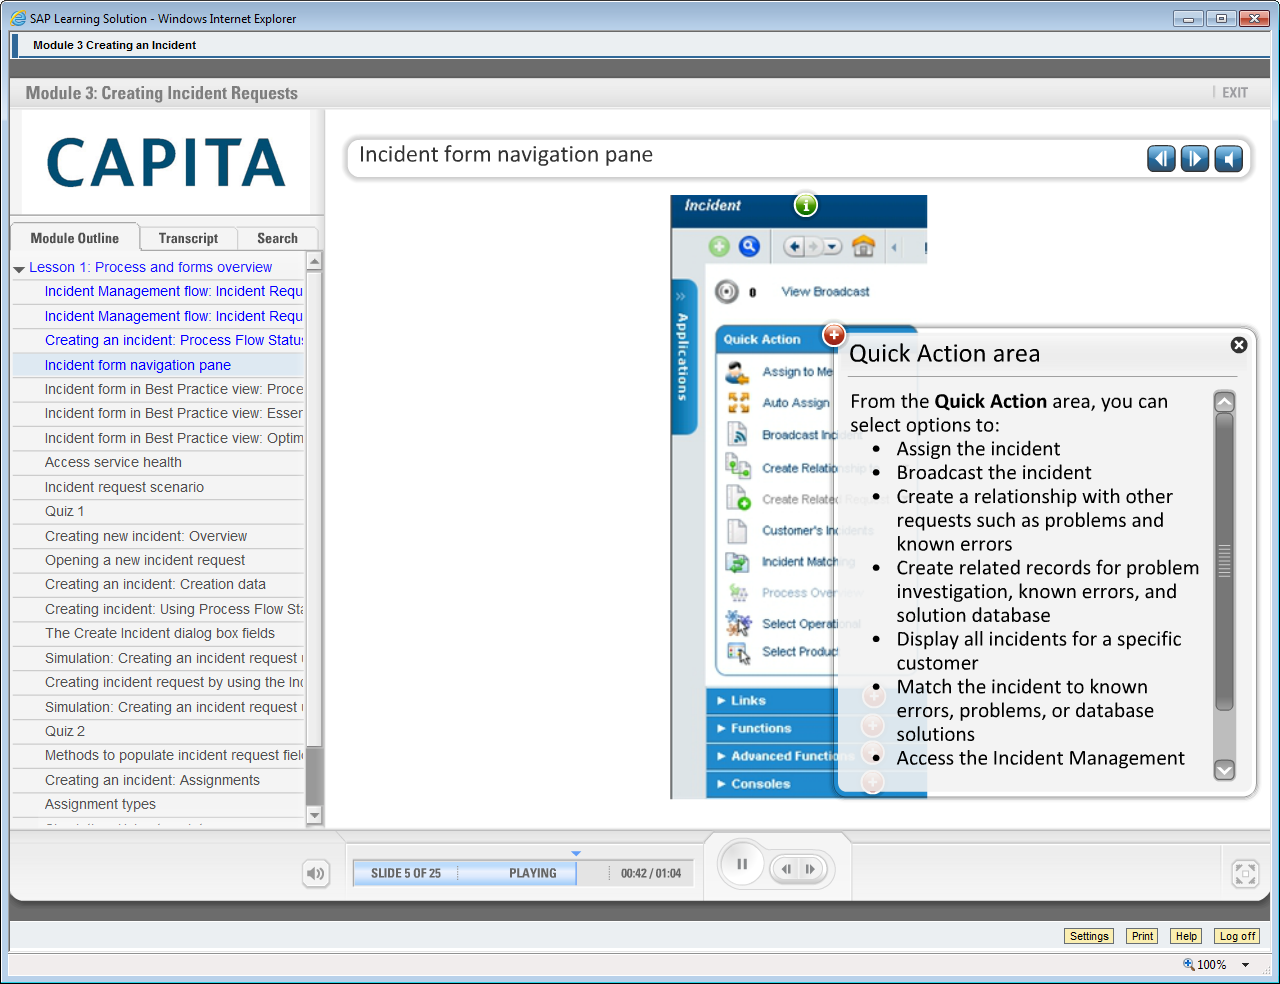 SAP Learning Solution - Windows Internet Explorer
Module 3 Creating an Incident
Module 3: Creating Incident Requests
EXIT
CAPITA
Module Outline
Transcript
Search
Lesson 1: Process and forms overview
Incident Management flow: Incident Requ
Incident Management flow: Incident Requ
Creating an incident: Process Flow Status
Incident form navigation pane
Incident form in Best Practice view: Proce
Incident form in Best Practice view: Essen
Incident form in Best Practice view: Optim
Access service health
Incident request scenario
Quiz 1
Creating new incident: Overview
Opening a new incident request
Creating an incident: Creation data
Creating incident: Using Process Flow Sta
The Create Incident dialog box fields
Simulation: Creating an incident request
Creating incident request by using the Inc
Simulation: Creating an incident request
Quiz 2
Methods to populate incident request fiel
Creating an incident: Assignments
Assignment types
Incident form navigation pane
Incident
0 View Broadcast
Applications
Quick Action
Assign to Me
Auto Assign
Broadcast Incident
Create Relationship
Create Related Request
Customer's Incidents
Incident Matching
Process Over
Select Operational
Select Product
Links
Functions
Advanced Functions
Consoles
Quick Action area
From the Quick Action area, you can
select options to:
• Assign the incident
• Broadcast the incident
• Create a relationship with other
requests such as problems and
known errors
• Create related records for problem
investigation, known errors, and
solution database
• Display all incidents for a specific
customer
• Match the incident to known
errors, problems, or database
solutions
• Access the Incident Management
SLIDE 5 OF 25
PLAYING
00:42 / 01:04
Settings
Print
Help
Log off
100%